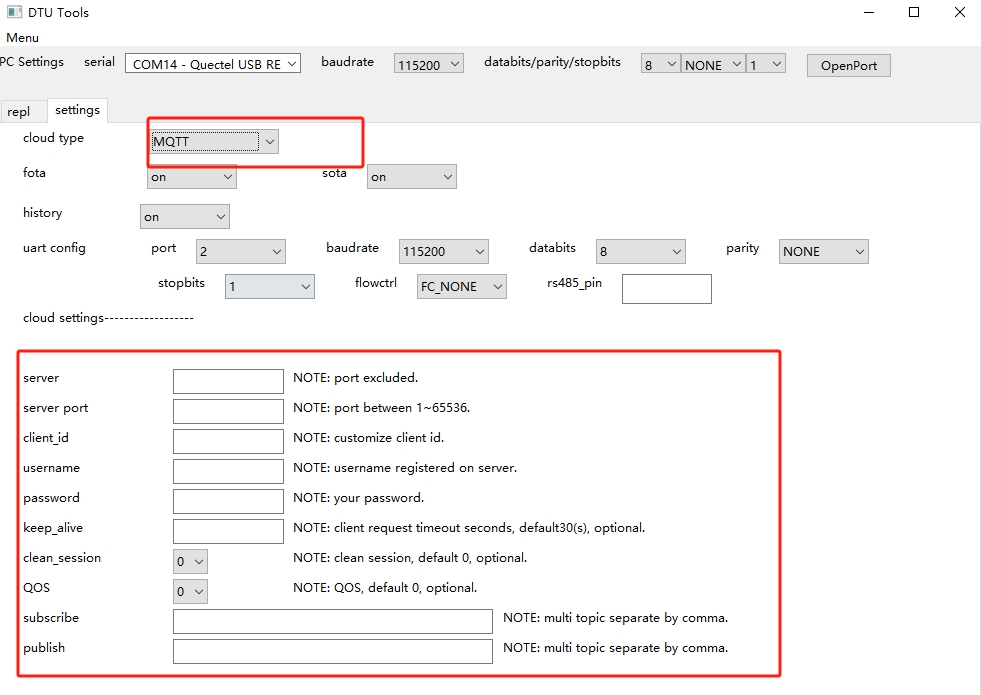 DTU Tools
Menu
PC Settings serial COM14 - Quectel USB RE baudrate 115200 databits/parity/stopbits 8 NONE 1 OpenPort
repl settings
cloud type MQTT
fota on sota on
history on
uart config port 2 baudrate 115200 databits 8 parity NONE
stopbits 1 flowctrl FC_NONE rs485_pin
cloud settings------------------
server NOTE: port excluded.
server port NOTE: port between 1~65536.
client_id NOTE: customize client id.
username NOTE: username registered on server.
password NOTE: your password.
keep_alive NOTE: client request timeout seconds, default30(s), optional.
clean_session 0 NOTE: clean session, default 0, optional.
QOS 0 NOTE: QOS, default 0, optional.
subscribe NOTE: multi topic separate by comma.
publish NOTE: multi topic separate by comma.